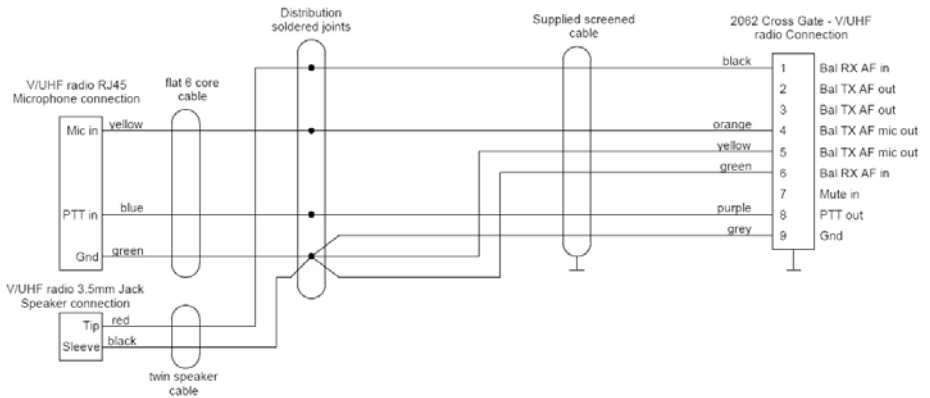 Distribution
soldered joints
Supplied screened
cable
2062 Cross Gate - V/UHF
radio Connection
V/UHF radio RJ45
Microphone connection
flat 6 core
cable
black
1 Bal RX AF in
2 Bal TX AF out
3 Bal TX AF out
Mic in yellow
orange 4 Bal TX AF mic out
yellow 5 Bal TX AF mic out
green 6 Bal RX AF in
7 Mute in
PTT in blue
purple 8 PTT out
grey 9 Gnd
Gnd green
V/UHF radio 3.5mm Jack
Speaker connection
Tip red
Sleeve black
twin speaker
cable